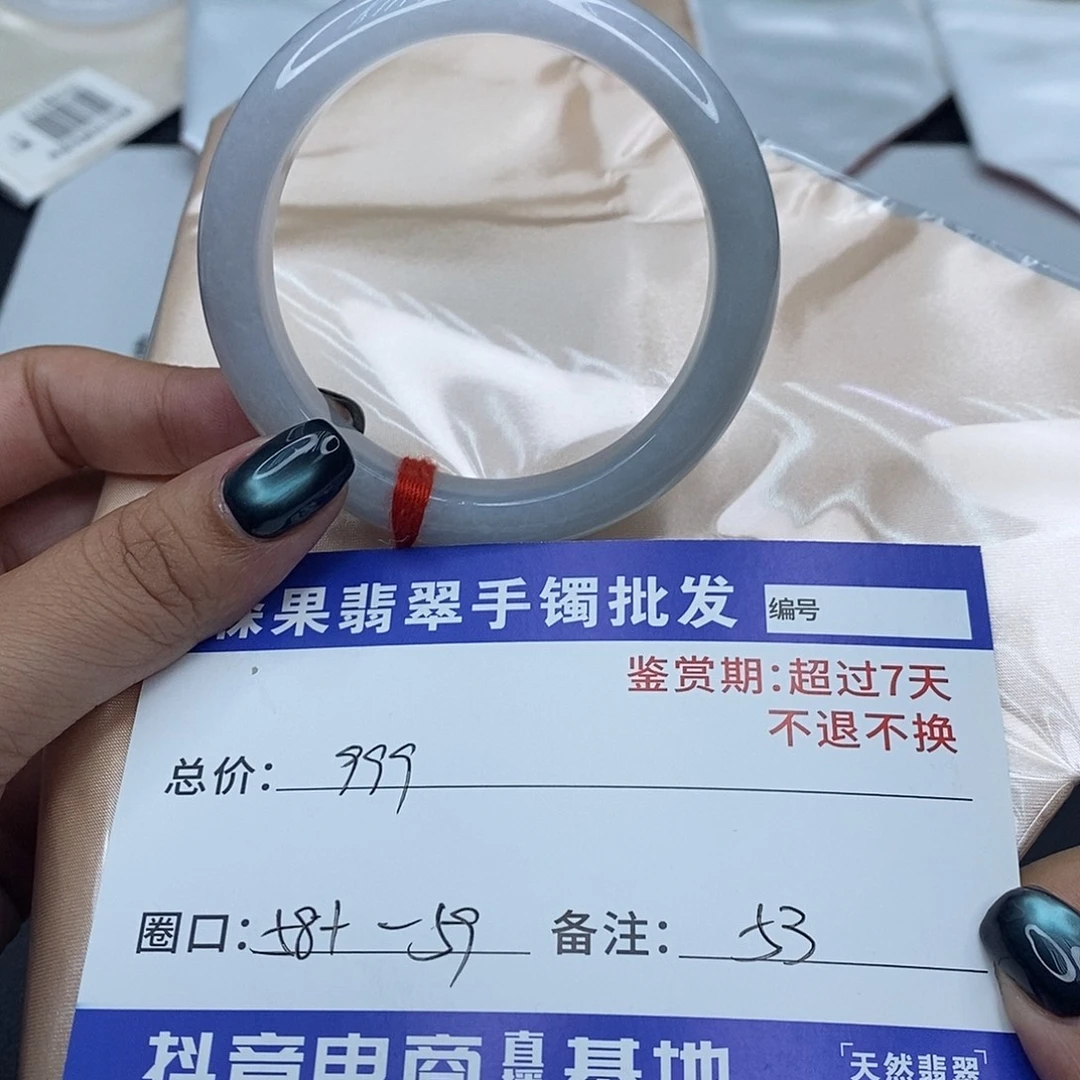 果翡翠手镯批发
编号
鉴赏期:超过7天
不退不换
总价: 999
圈口: 58+-59 备注: 53
抖音电商直播基地
「天然翡翠」